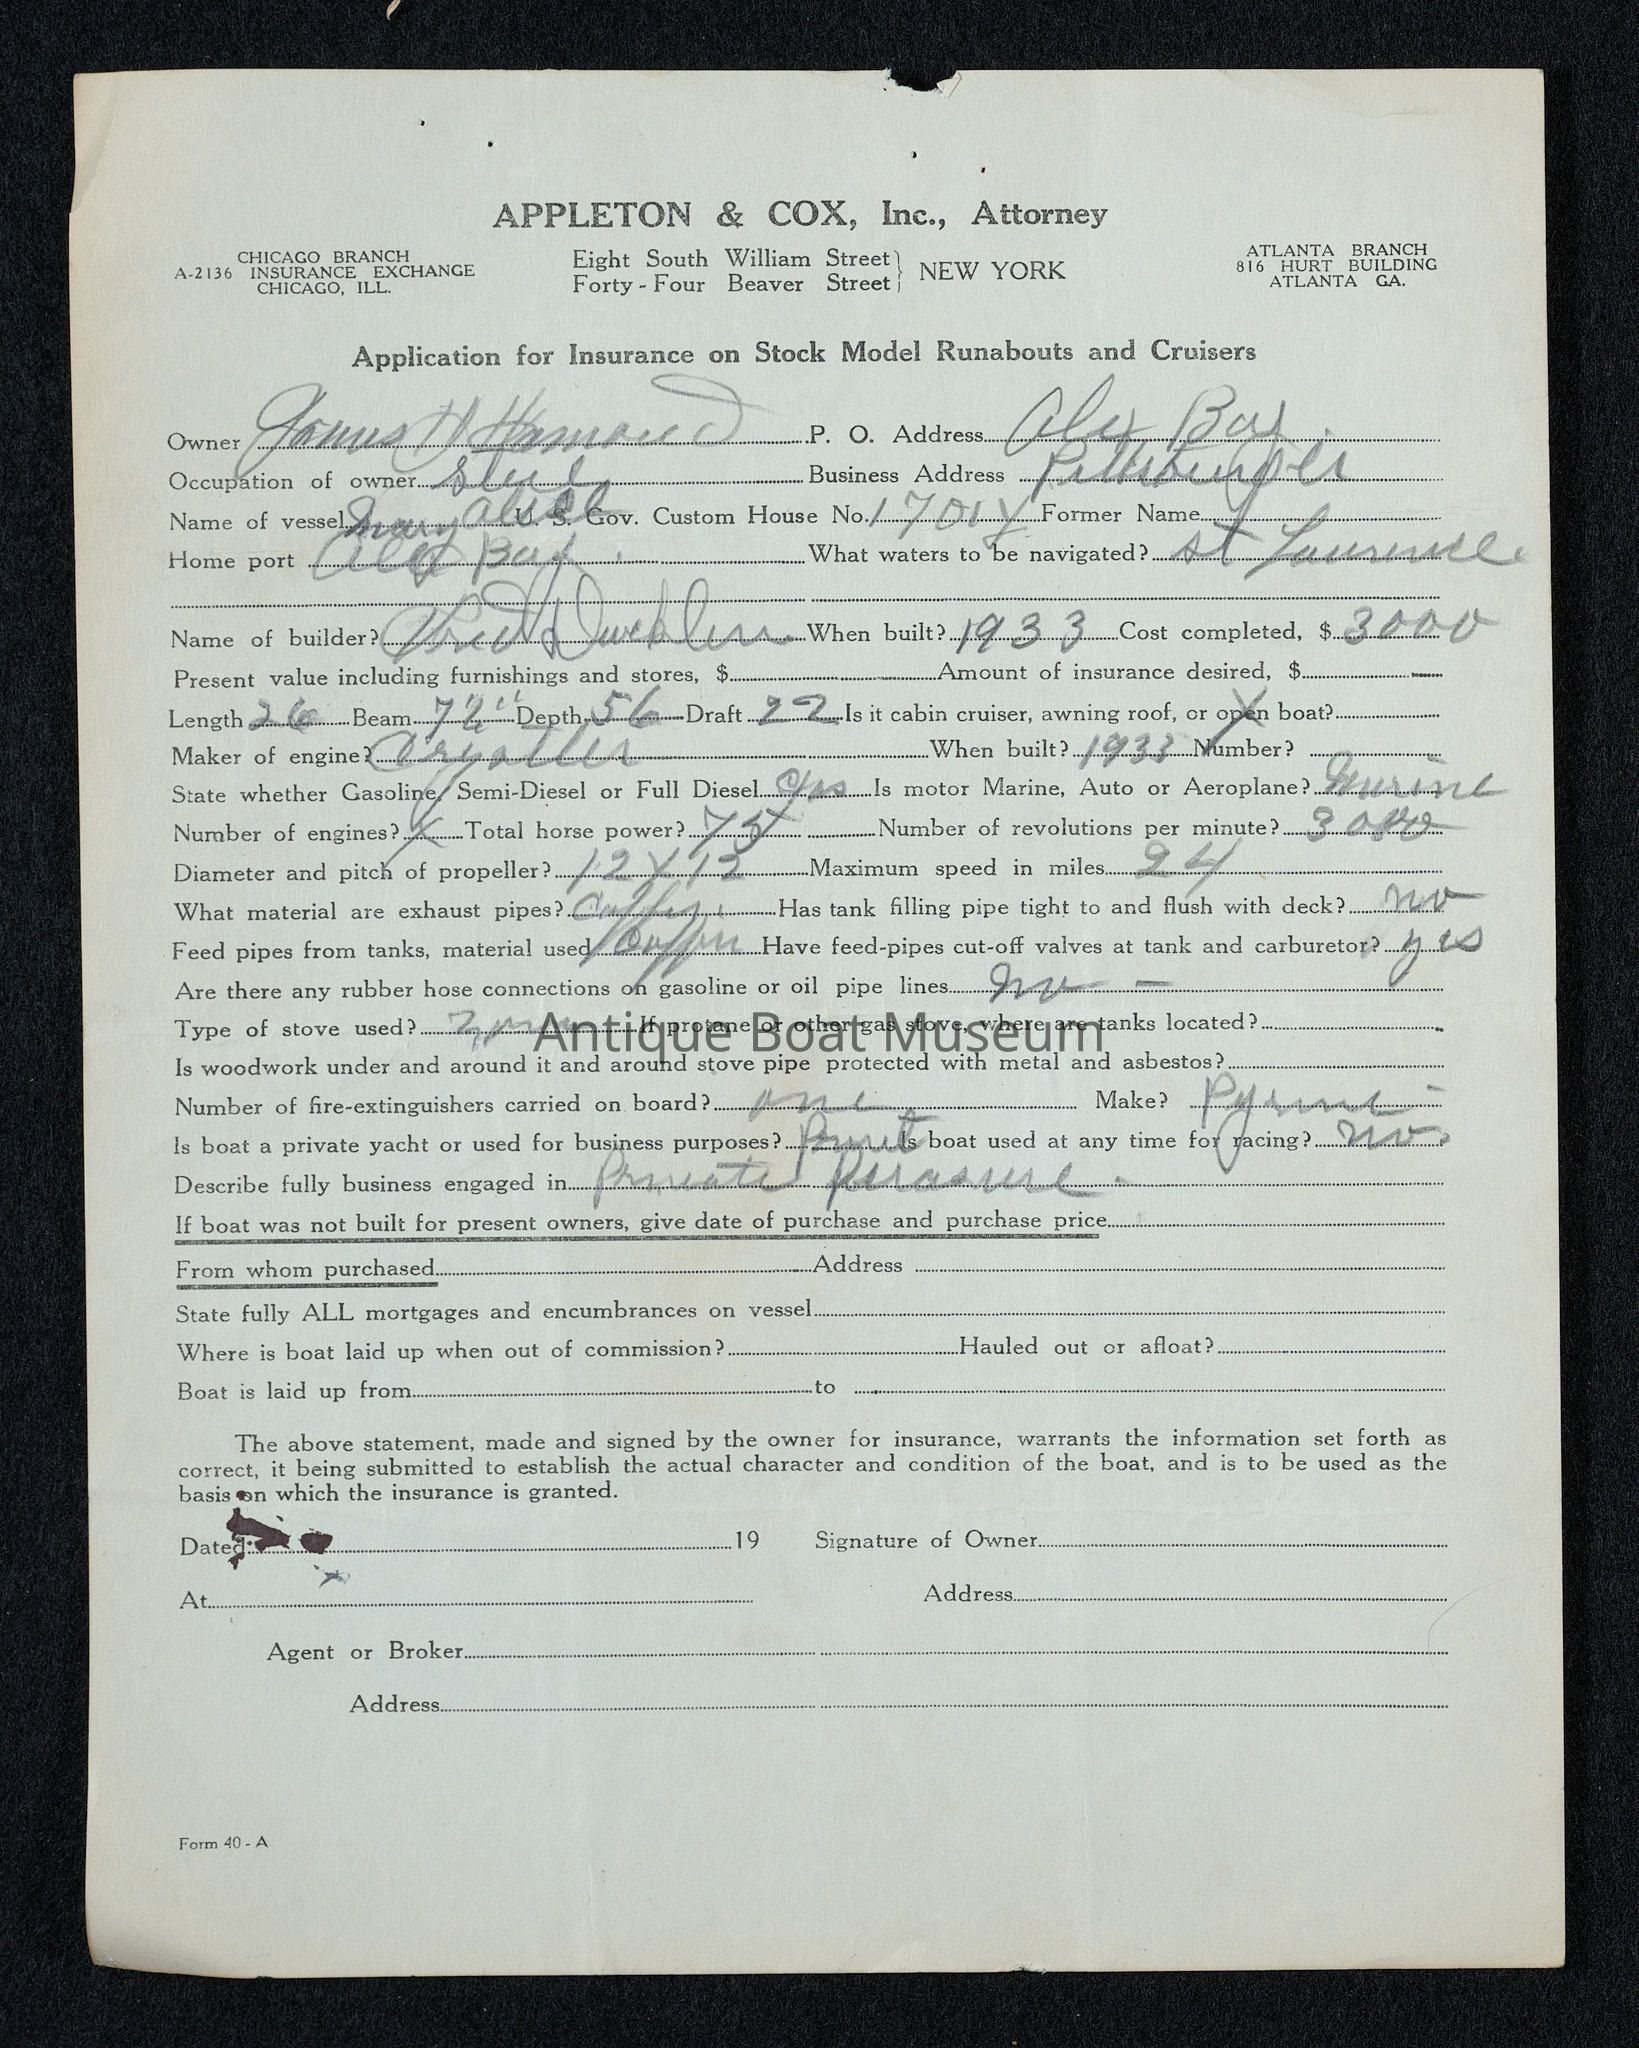 APPLETON & COX, Inc., Attorney
CHICAGO BRANCH
A-2136 INSURANCE EXCHANGE
CHICAGO, ILL.
Eight South William Street
Forty-Four Beaver Street
NEW YORK
ATLANTA BRANCH
816 HURT BUILDING
ATLANTA GA.
Application for Insurance on Stock Model Runabouts and Cruisers
Owner James H Hamond P. O. Address Alex Bay.
Occupation of owner Steel Business Address
Name of vessel Mary U. S. Gov. Custom House No. Former Name
Home port Alex Bay. What waters to be navigated? St Lawrence.
Name of builder? Fred When built? 1933 Cost completed, $ 3000
Present value including furnishings and stores, $ Amount of insurance desired, $
Length 26 Beam Depth 56 Draft 22 Is it cabin cruiser, awning roof, or open boat? X
Maker of engine? When built? 1933 Number?
State whether Gasoline, Semi-Diesel or Full Diesel Gas Is motor Marine, Auto or Aeroplane? Marine
Number of engines? Total horse power? 75 Number of revolutions per minute?
Diameter and pitch of propeller? 12 X 12 Maximum speed in miles 24
What material are exhaust pipes? Has tank filling pipe tight to and flush with deck? no
Feed pipes from tanks, material used Have feed-pipes cut-off valves at tank and carburetor? yes
Are there any rubber hose connections on gasoline or oil pipe lines no -
Type of stove used? none If protane or other gas stove, where are tanks located?
Antique Boat Museum
Is woodwork under and around it and around stove pipe protected with metal and asbestos?
Number of fire-extinguishers carried on board? one Make? Pyrene
Is boat a private yacht or used for business purposes? Is boat used at any time for racing? no.
Describe fully business engaged in Private Pleasure.
If boat was not built for present owners, give date of purchase and purchase price
From whom purchased Address
State fully ALL mortgages and encumbrances on vessel
Where is boat laid up when out of commission? Hauled out or afloat?
Boat is laid up from to
The above statement, made and signed by the owner for insurance, warrants the information set forth as
correct, it being submitted to establish the actual character and condition of the boat, and is to be used as the
basis on which the insurance is granted.
Dated 19 Signature of Owner
At Address
Agent or Broker
Address
Form 40 - A